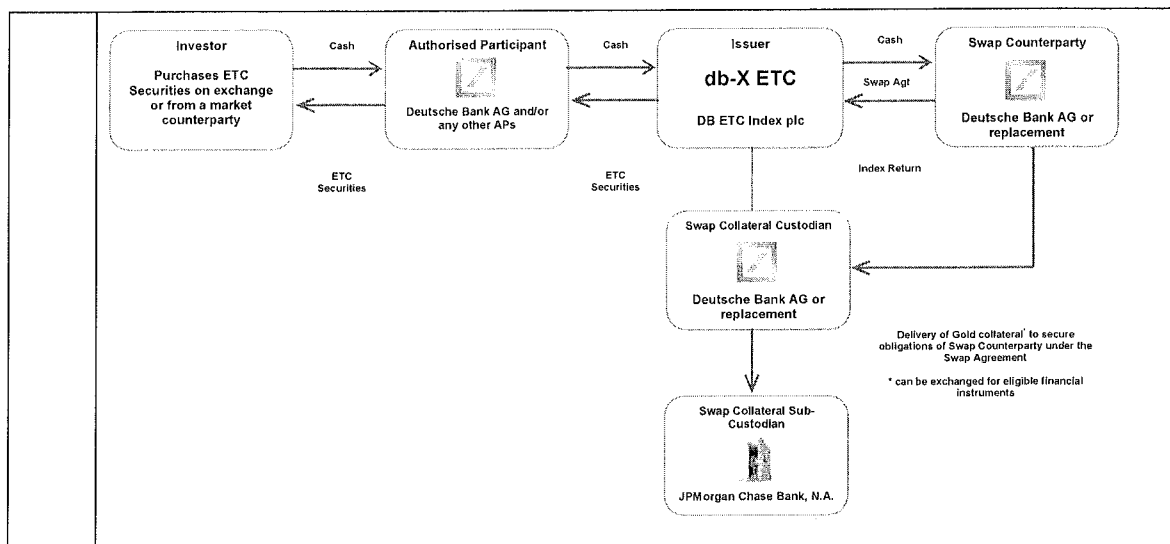 Investor
Purchases ETC
Securities on exchange
or from a market
counterparty
Cash
ETC
Securities
Authorised Participant
Deutsche Bank AG and/or
any other APs
Cash
ETC
Securities
Issuer
db-X ETC
DB ETC Index plc
Cash
Swap Agt
Index Return
Swap Counterparty
Deutsche Bank AG or
replacement
Swap Collateral Custodian
Deutsche Bank AG or
replacement
Delivery of Gold collateral* to secure
obligations of Swap Counterparty under the
Swap Agreement
* can be exchanged for eligible financial
instruments
Swap Collateral Sub-
Custodian
JPMorgan Chase Bank, N.A.